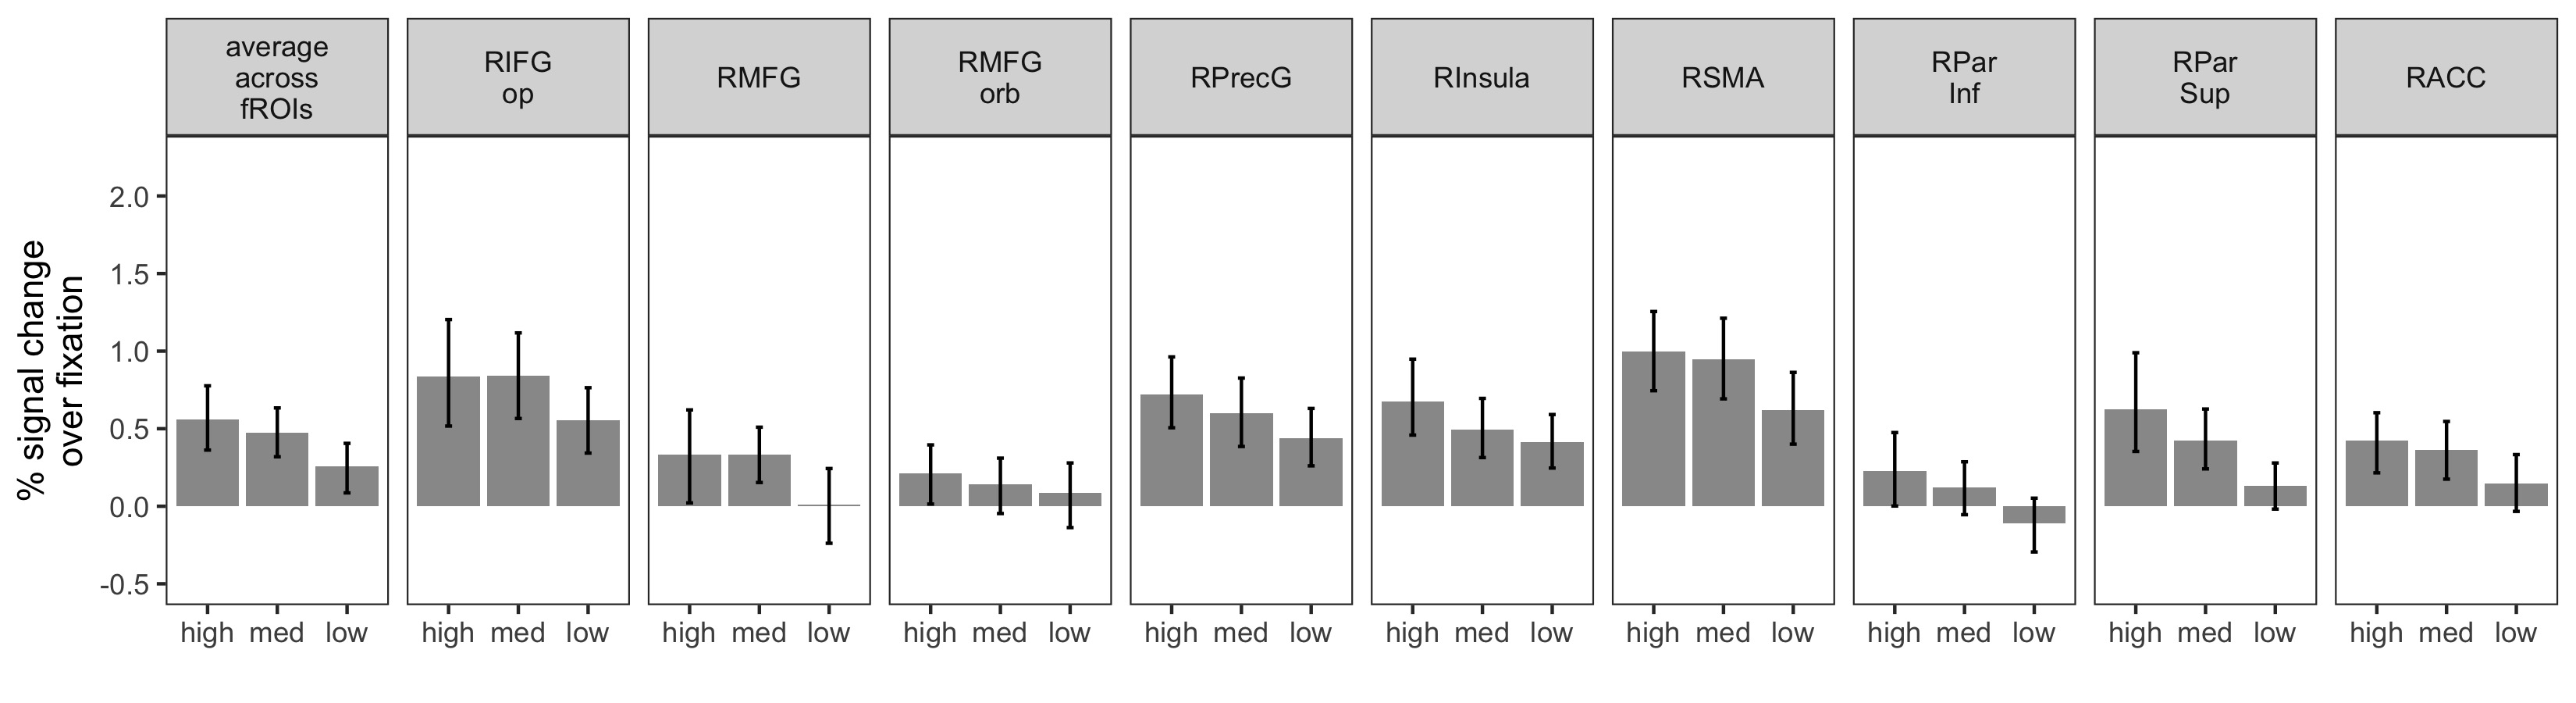 average
across
fROIs
RIFG
op
RMFG
RMFG
orb
RPrecG
RInsula
RSMA
RPar
Inf
RPar
Sup
RACC
% signal change
over fixation
2.0
1.5
1.0
0.5
0.0
-0.5
high med low
high med low
high med low
high med low
high med low
high med low
high med low
high med low
high med low
high med low